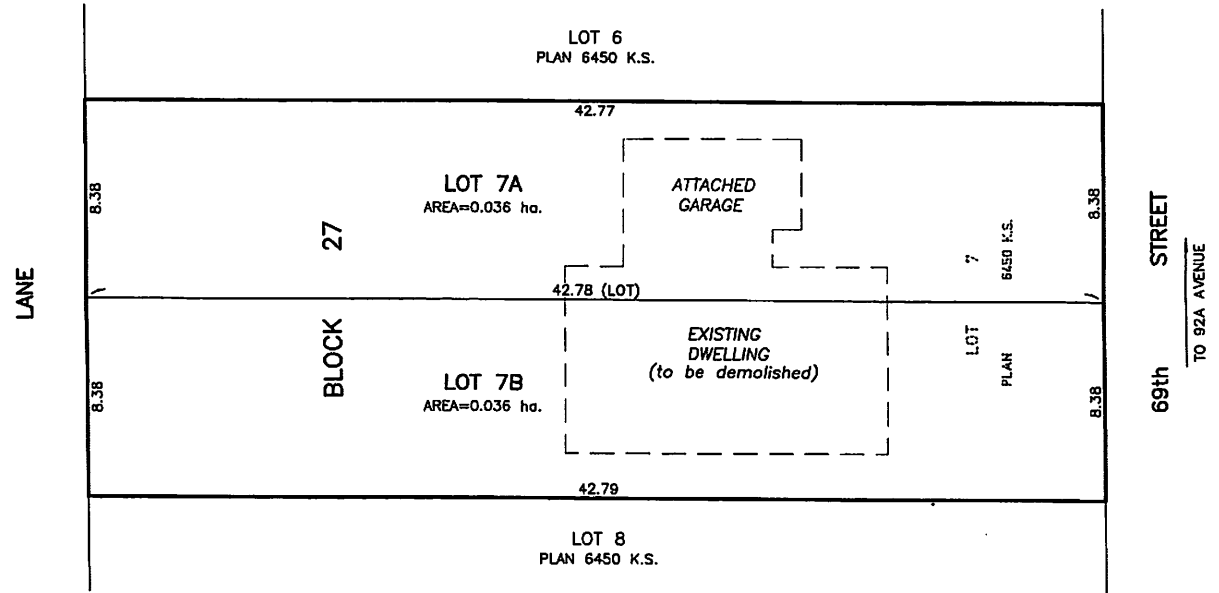 LOT 6
PLAN 6450 K.S.
42.77
8.38
LOT 7A
AREA=0.036 ha.
ATTACHED
GARAGE
8.38
LANE
BLOCK 27
42.78 (LOT)
LOT 7
PLAN 6450 K.S.
69th STREET
TO 92A AVENUE
8.38
LOT 7B
AREA=0.036 ha.
EXISTING
DWELLING
(to be demolished)
8.38
42.79
LOT 8
PLAN 6450 K.S.